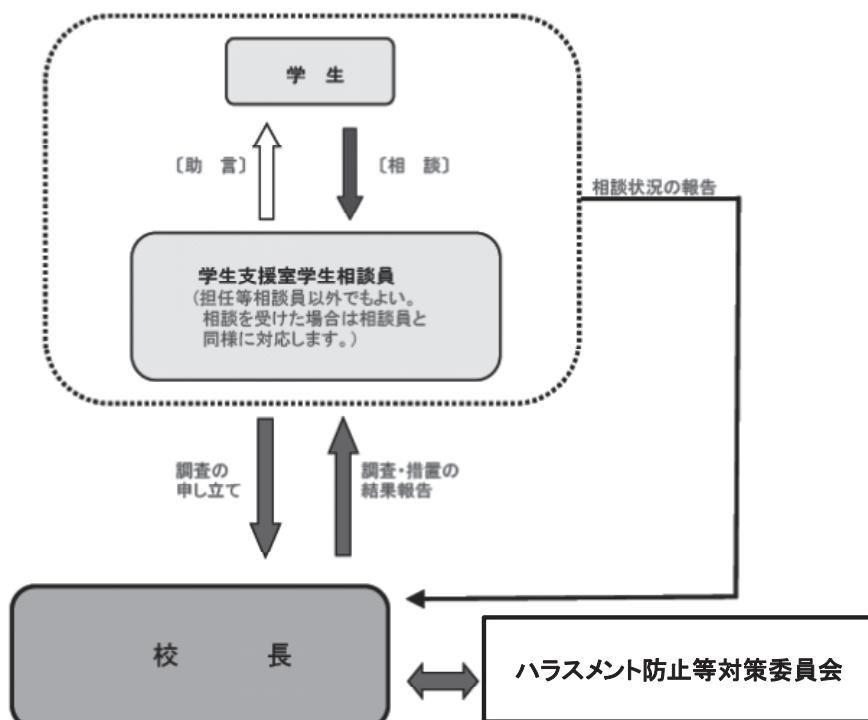 学 生
〔助 言〕
〔相 談〕
相談状況の報告
学生支援室学生相談員
(担任等相談員以外でもよい。
相談を受けた場合は相談員と
同様に対応します。)
調査の
申し立て
調査・措置の
結果報告
校 長
ハラスメント防止等対策委員会